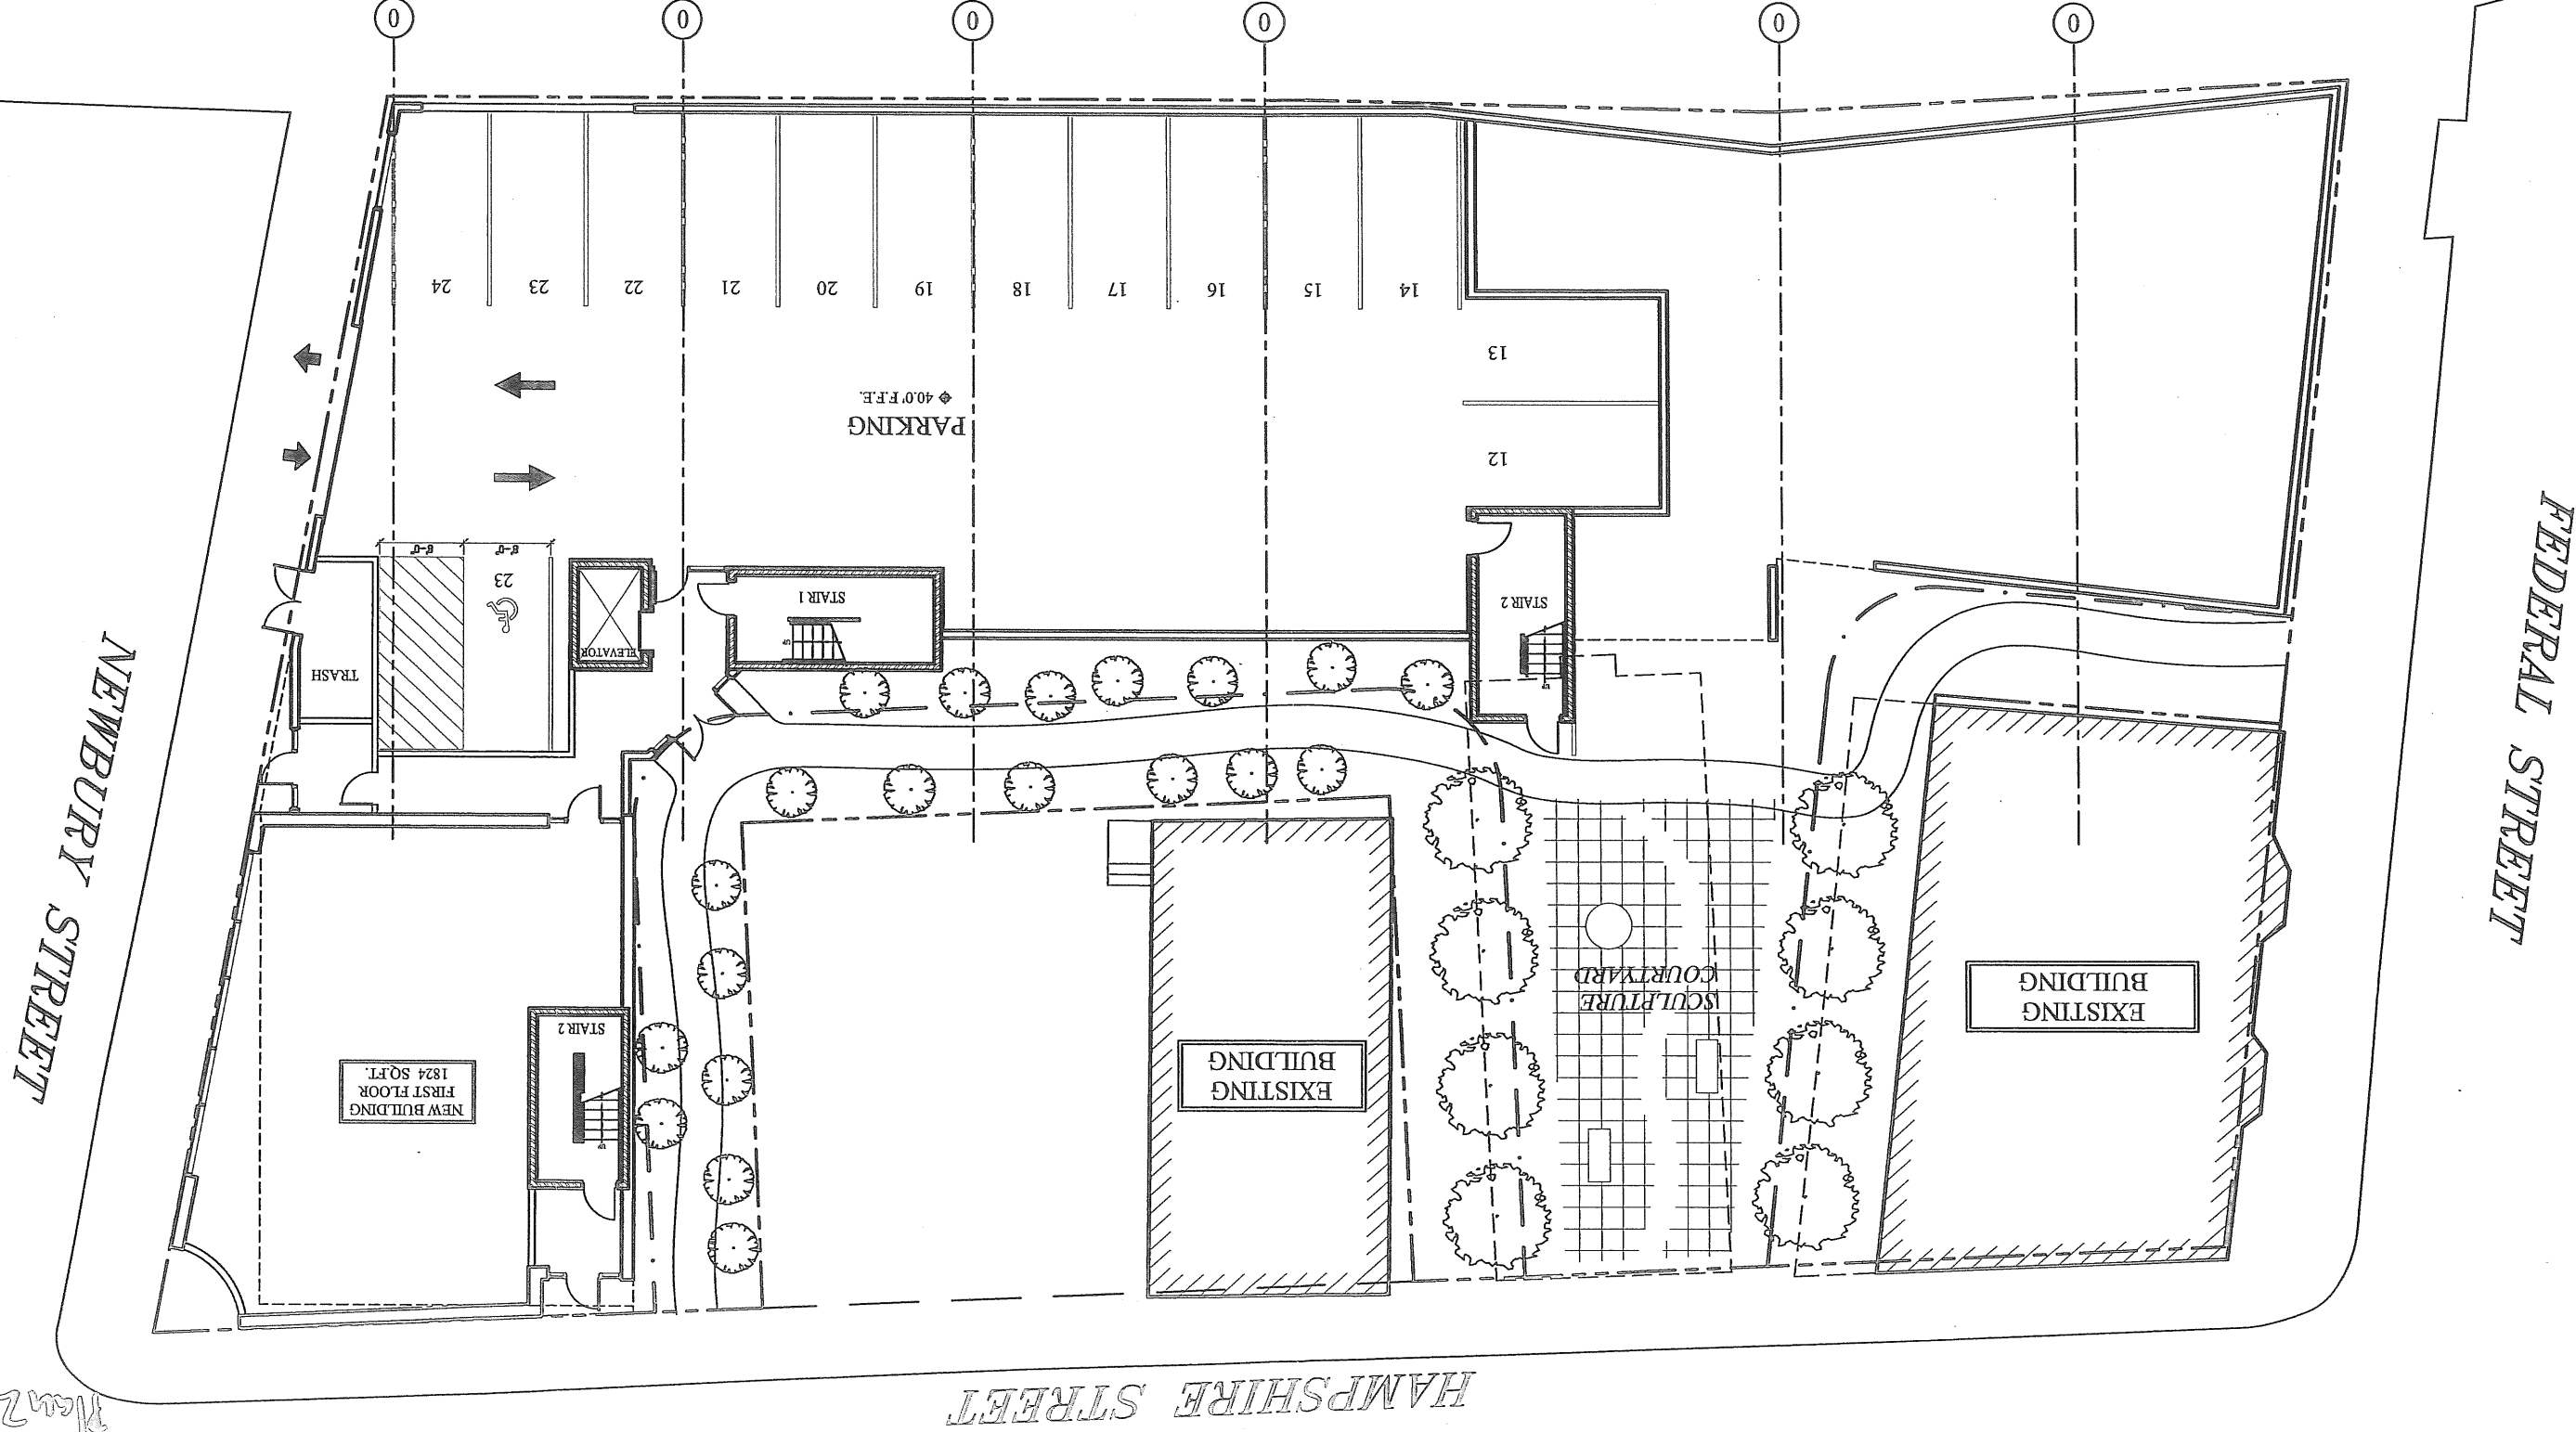 Plan 2
HAMPSHIRE STREET
FEDERAL STREET
EXISTING
BUILDING
SCULPTURE
COURTYARD
EXISTING
BUILDING
NEW BUILDING
FIRST FLOOR
1824 SQ.FT.
STAIR 2
NEWBURY STREET
STAIR 2
STAIR 1
ELEVATOR
TRASH
23
8'-0"
8'-0"
12
13
PARKING
40.0' F.F.E.
14
15
16
17
18
19
20
21
22
23
24
0
0
0
0
0
0